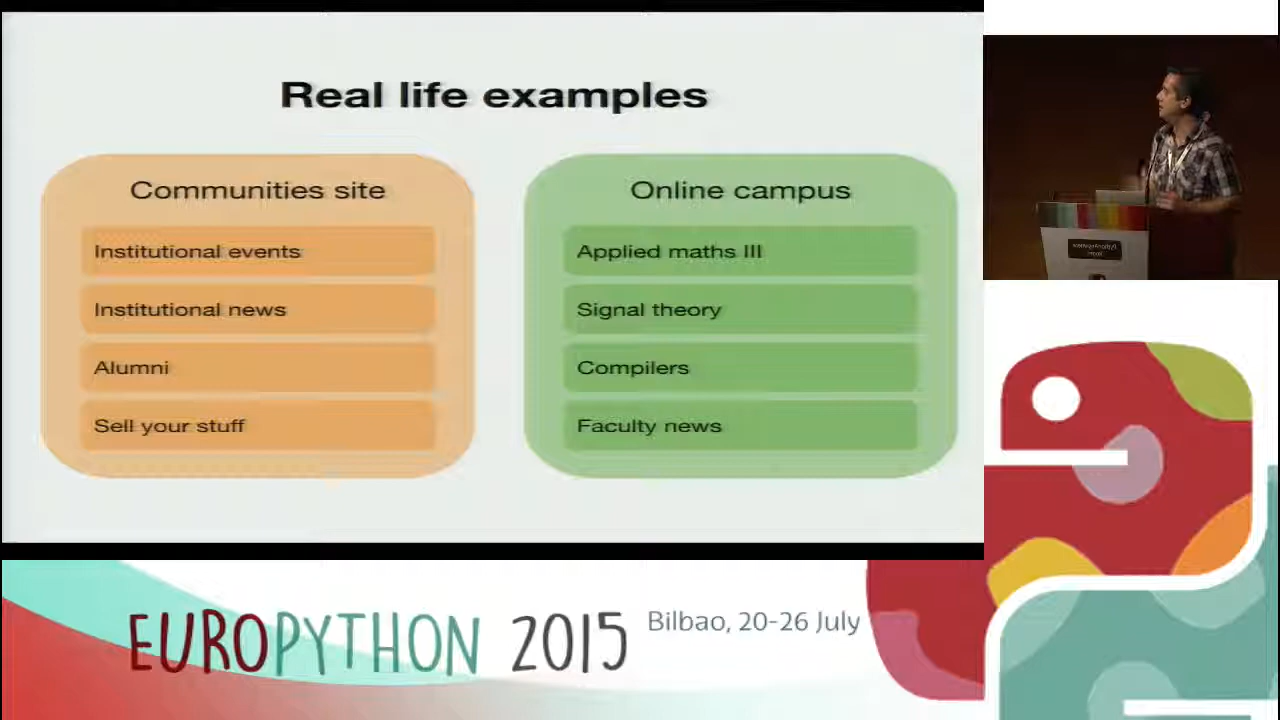 Real life examples
Communities site
Institutional events
Institutional news
Alumni
Sell your stuff
Online campus
Applied maths III
Signal theory
Compilers
Faculty news
EUROPYTHON 2015
Bilbao, 20-26 July